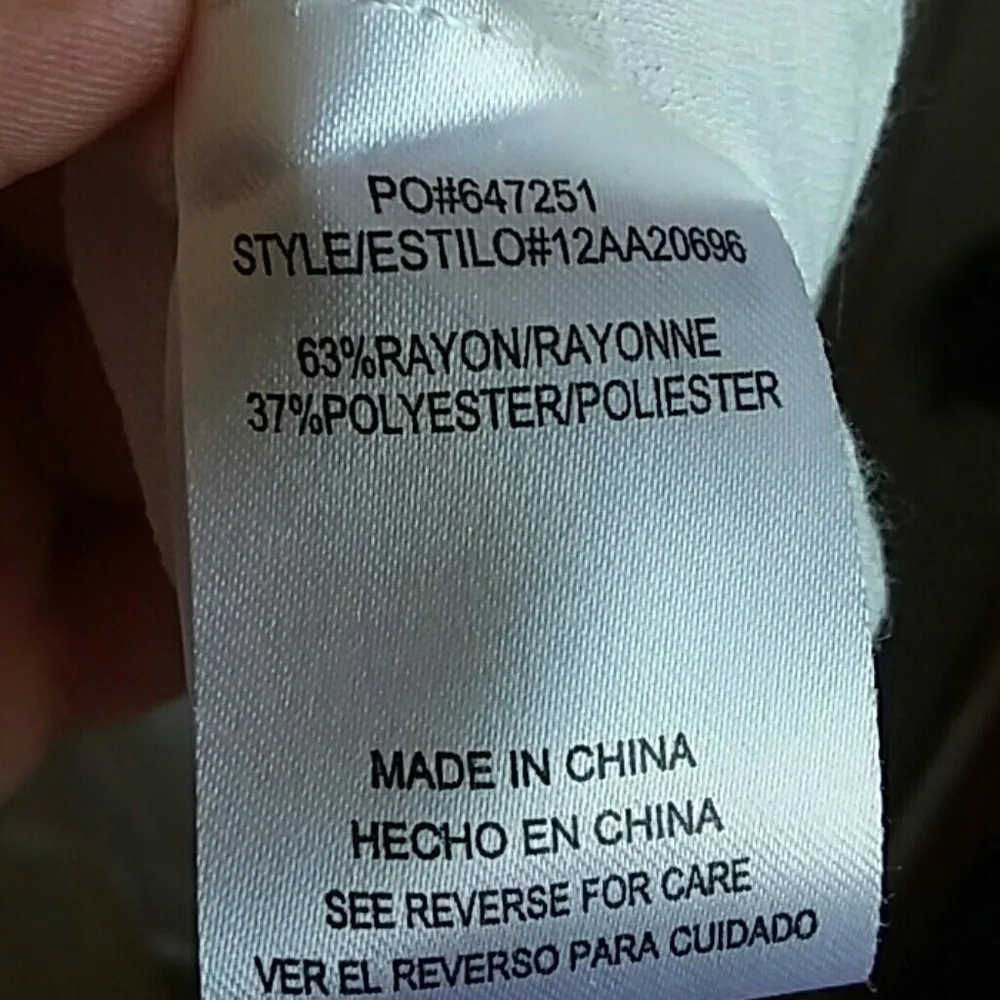 PO#647251
STYLE/ESTILO#12AA20696
63%RAYON/RAYONNE
37%POLYESTER/POLIESTER
MADE IN CHINA
HECHO EN CHINA
SEE REVERSE FOR CARE
VER EL REVERSO PARA CUIDADO